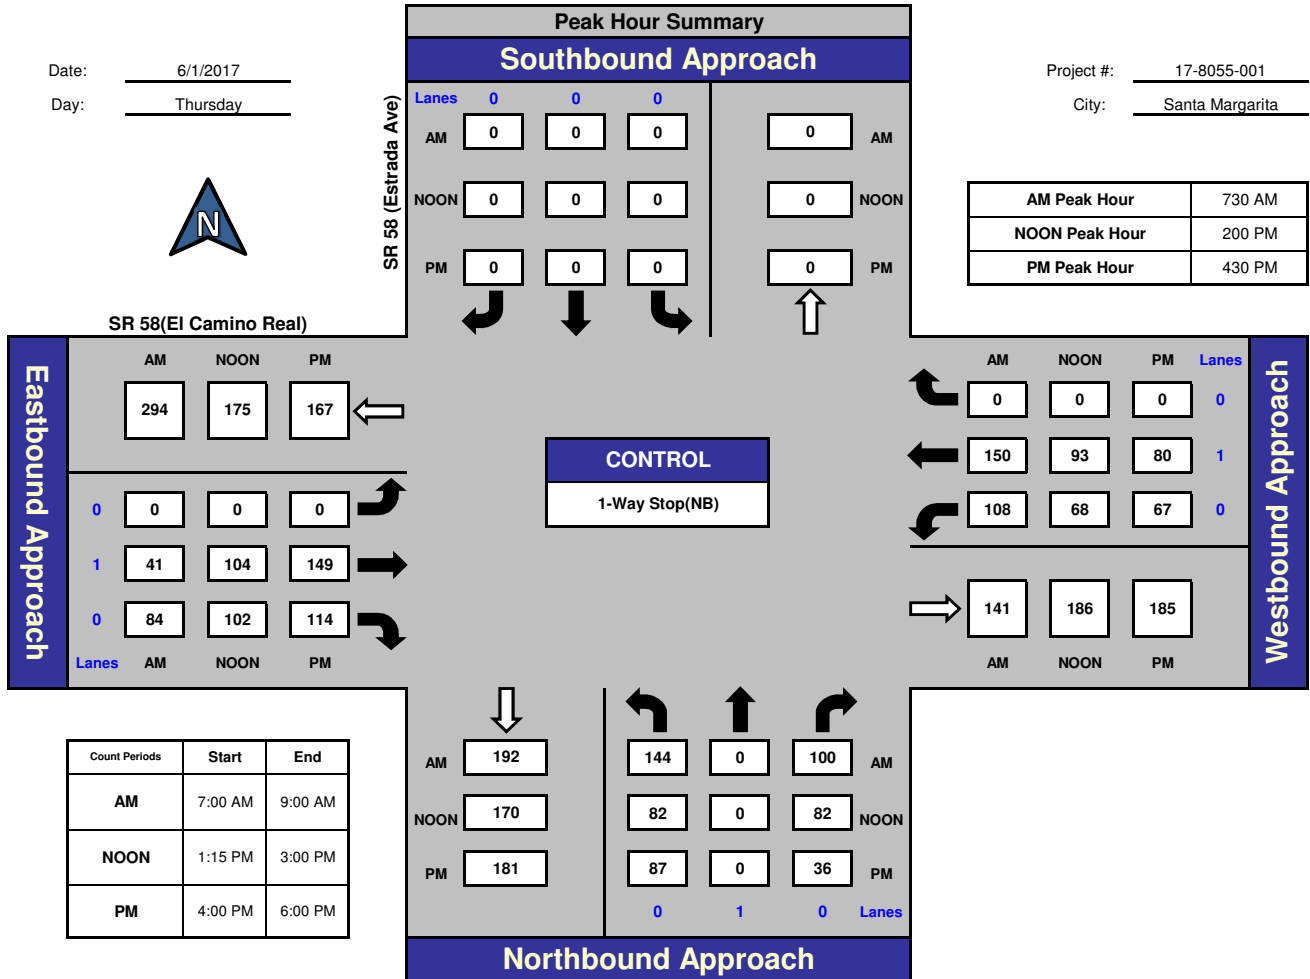 Peak Hour Summary
Southbound Approach
Date: 6/1/2017
Day: Thursday
Project #: 17-8055-001
City: Santa Margarita
N
SR 58 (Estrada Ave)
Lanes 0 0 0
AM 0 0 0 0 AM
NOON 0 0 0 0 NOON
PM 0 0 0 0 PM
AM Peak Hour 730 AM
NOON Peak Hour 200 PM
PM Peak Hour 430 PM
SR 58(El Camino Real)
Eastbound Approach
AM NOON PM
294 175 167
0 0 0 0
1 41 104 149
0 84 102 114
Lanes AM NOON PM
CONTROL
1-Way Stop(NB)
AM NOON PM Lanes
0 0 0 0
150 93 80 1
108 68 67 0
141 186 185
AM NOON PM
Westbound Approach
Count Periods Start End
AM 7:00 AM 9:00 AM
NOON 1:15 PM 3:00 PM
PM 4:00 PM 6:00 PM
AM 192 144 0 100 AM
NOON 170 82 0 82 NOON
PM 181 87 0 36 PM
0 1 0 Lanes
Northbound Approach